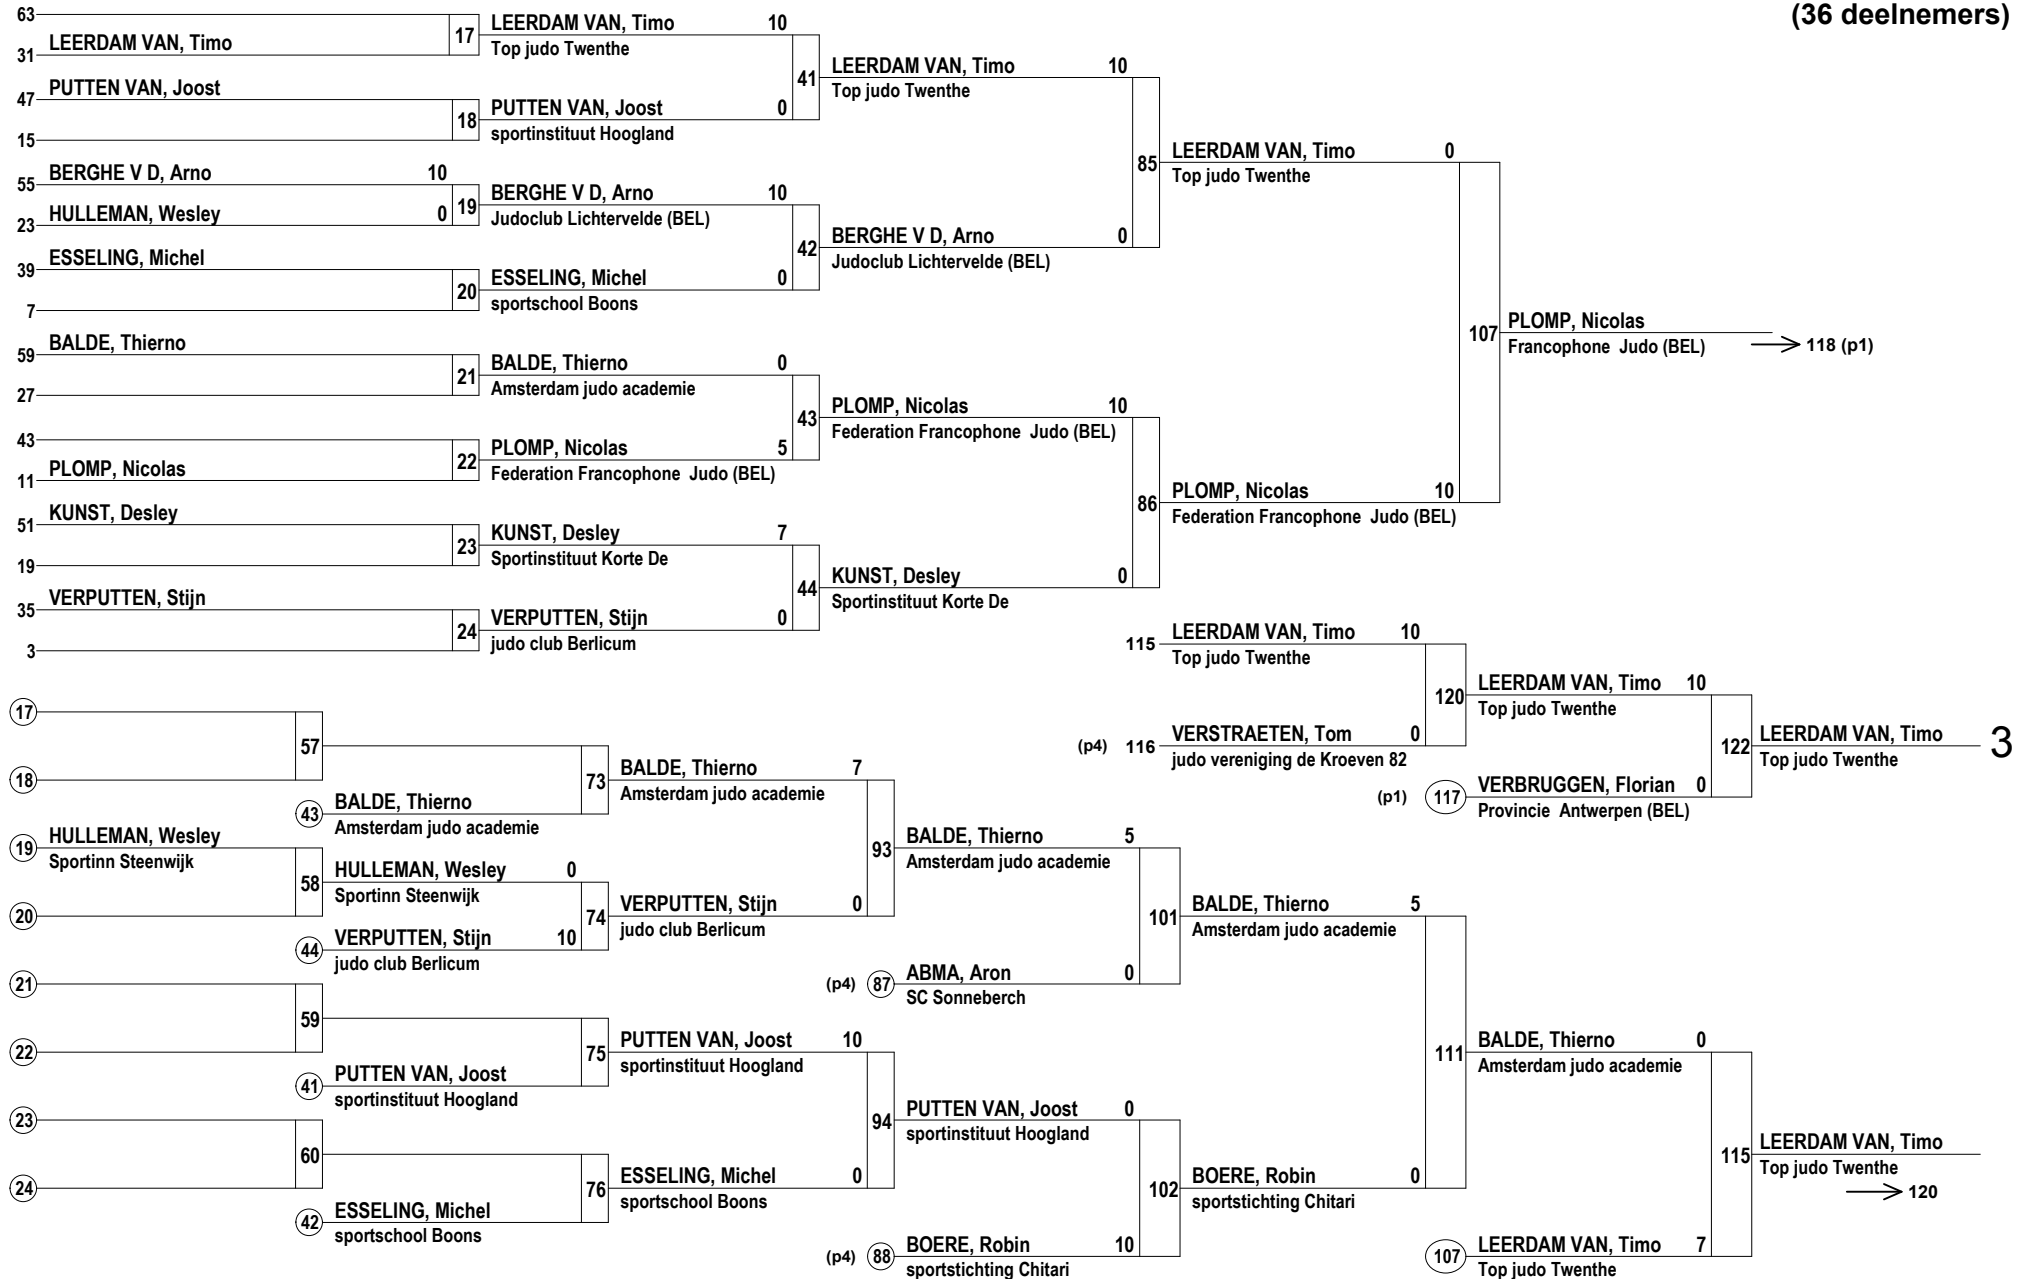 (36 deelnemers)
63
LEERDAM VAN, Timo
31
17
PUTTEN VAN, Joost
47
15
18
BERGHE V D, Arno 10
55
HULLEMAN, Wesley 0
23
19
ESSELING, Michel
39
7
20
BALDE, Thierno
59
27
21
43
PLOMP, Nicolas
11
22
KUNST, Desley
51
19
23
VERPUTTEN, Stijn
35
3
24
LEERDAM VAN, Timo 10
Top judo Twenthe
41
PUTTEN VAN, Joost 0
sportinstituut Hoogland
BERGHE V D, Arno 10
Judoclub Lichtervelde (BEL)
42
ESSELING, Michel 0
sportschool Boons
BALDE, Thierno 0
Amsterdam judo academie
43
PLOMP, Nicolas 5
Federation Francophone Judo (BEL)
KUNST, Desley 7
Sportinstituut Korte De
44
VERPUTTEN, Stijn 0
judo club Berlicum
LEERDAM VAN, Timo 10
Top judo Twenthe
85
BERGHE V D, Arno 0
Judoclub Lichtervelde (BEL)
PLOMP, Nicolas 10
Federation Francophone Judo (BEL)
86
KUNST, Desley 0
Sportinstituut Korte De
LEERDAM VAN, Timo 0
Top judo Twenthe
107
PLOMP, Nicolas 10
Federation Francophone Judo (BEL)
PLOMP, Nicolas
Francophone Judo (BEL)
118 (p1)
115
LEERDAM VAN, Timo 10
Top judo Twenthe
120
(p4) 116
VERSTRAETEN, Tom 0
judo vereniging de Kroeven 82
LEERDAM VAN, Timo 10
Top judo Twenthe
122
(p1) 117
VERBRUGGEN, Florian 0
Provincie Antwerpen (BEL)
LEERDAM VAN, Timo
Top judo Twenthe
3
17
57
18
HULLEMAN, Wesley
19
Sportinn Steenwijk
58
20
21
59
22
23
60
24
73
BALDE, Thierno
43
Amsterdam judo academie
HULLEMAN, Wesley 0
Sportinn Steenwijk
74
VERPUTTEN, Stijn 10
44
judo club Berlicum
75
PUTTEN VAN, Joost
41
sportinstituut Hoogland
76
ESSELING, Michel
42
sportschool Boons
BALDE, Thierno 7
Amsterdam judo academie
93
VERPUTTEN, Stijn 0
judo club Berlicum
PUTTEN VAN, Joost 10
sportinstituut Hoogland
94
ESSELING, Michel 0
sportschool Boons
BALDE, Thierno 5
Amsterdam judo academie
101
(p4) 87
ABMA, Aron 0
SC Sonneberch
PUTTEN VAN, Joost 0
sportinstituut Hoogland
102
(p4) 88
BOERE, Robin 10
sportstichting Chitari
BALDE, Thierno 5
Amsterdam judo academie
111
BOERE, Robin 0
sportstichting Chitari
BALDE, Thierno 0
Amsterdam judo academie
115
107
LEERDAM VAN, Timo 7
Top judo Twenthe
LEERDAM VAN, Timo
Top judo Twenthe
120